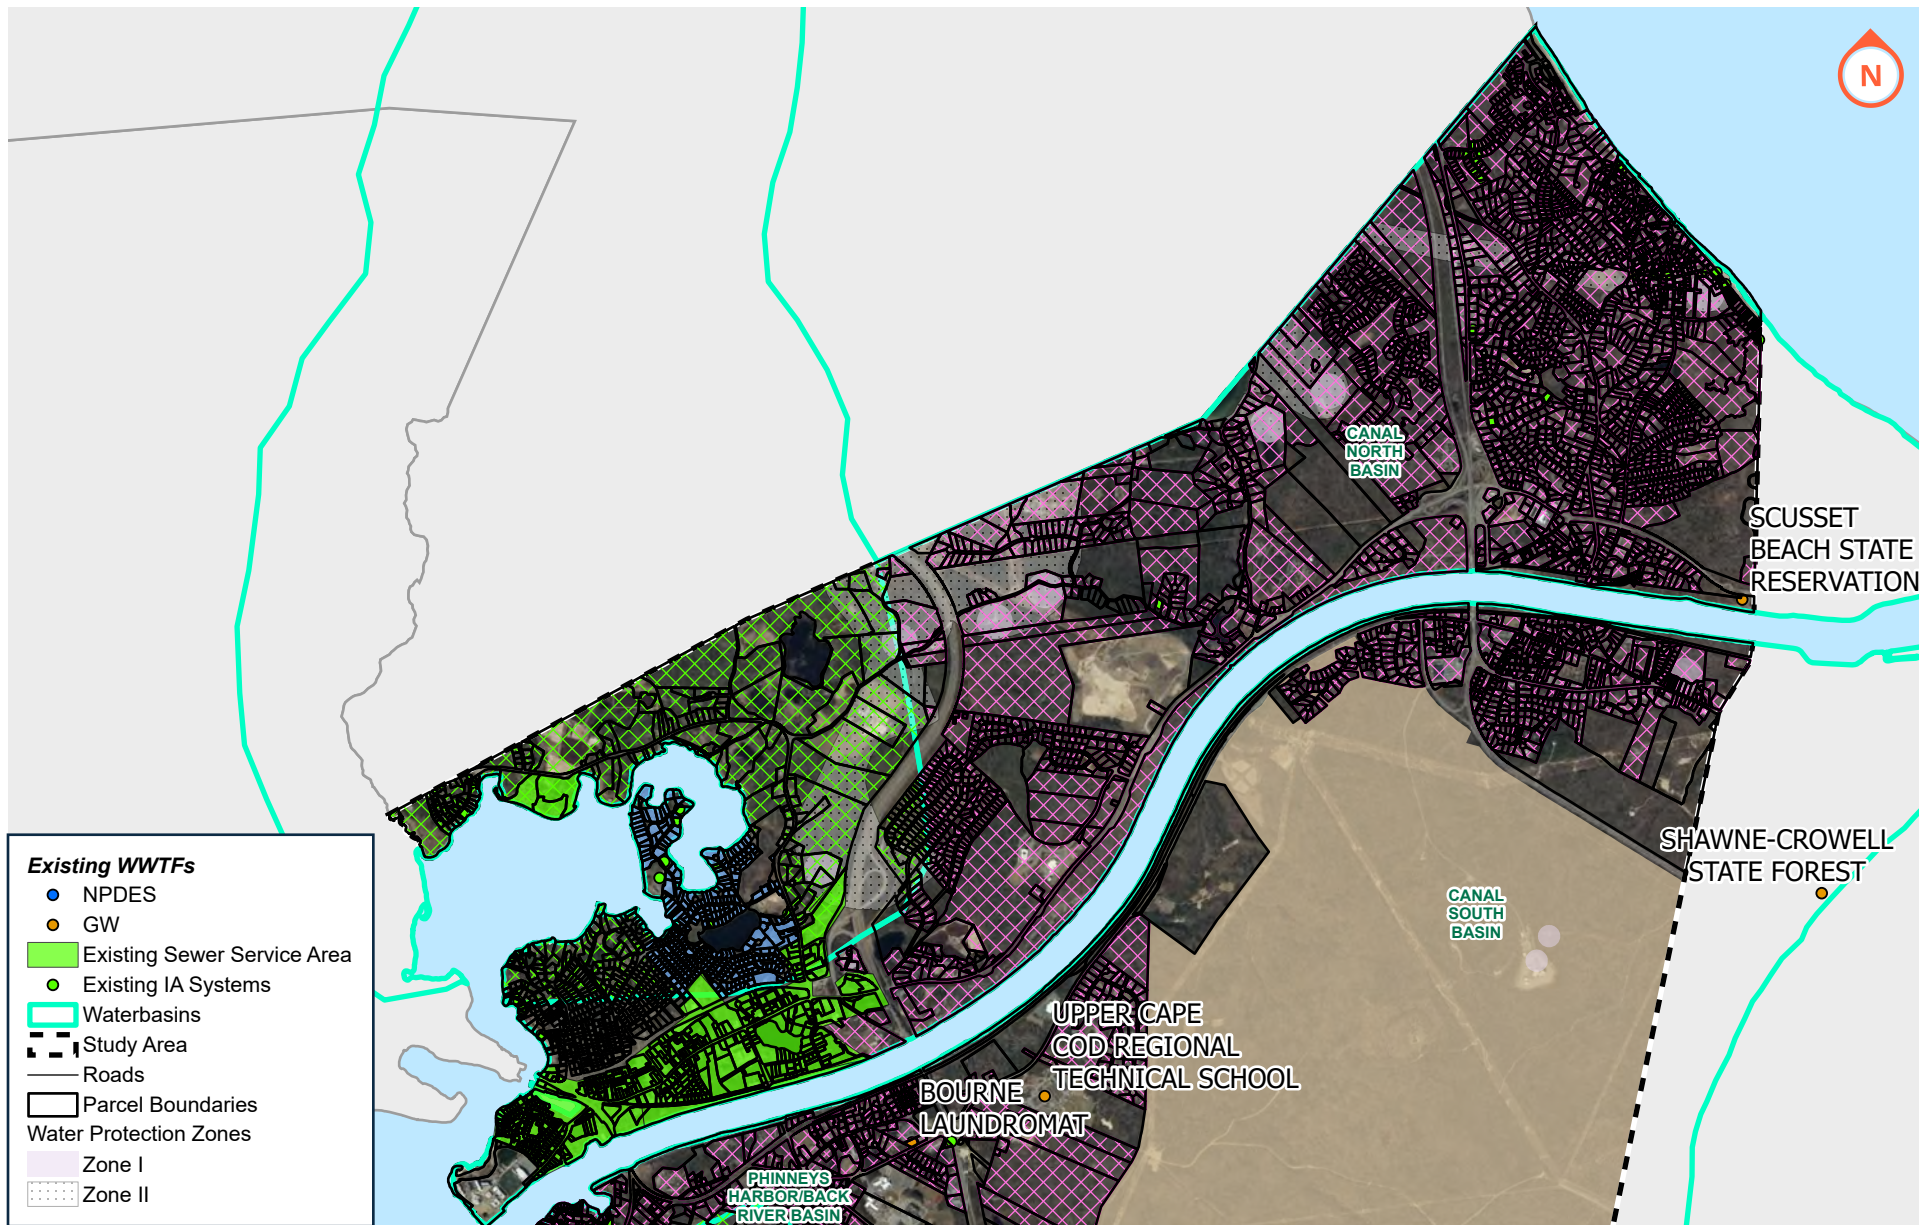 N
CANAL
NORTH
BASIN
SCUSSET
BEACH STATE
RESERVATION
SHAWNE-CROWELL
STATE FOREST
CANAL
SOUTH
BASIN
UPPER CAPE
COD REGIONAL
TECHNICAL SCHOOL
BOURNE
LAUNDROMAT
PHINNEYS
HARBOR/BACK
RIVER BASIN
Existing WWTFs
NPDES
GW
Existing Sewer Service Area
Existing IA Systems
Waterbasins
Study Area
Roads
Parcel Boundaries
Water Protection Zones
Zone I
Zone II